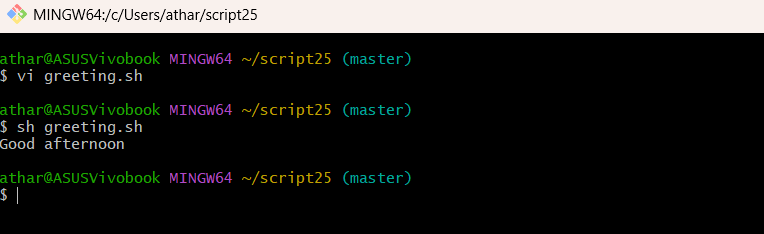 MINGW64:/c/Users/athar/script25
athar@ASUSVivobook MINGW64 ~/script25 (master)
$ vi greeting.sh
athar@ASUSVivobook MINGW64 ~/script25 (master)
$ sh greeting.sh
Good afternoon
athar@ASUSVivobook MINGW64 ~/script25 (master)
$